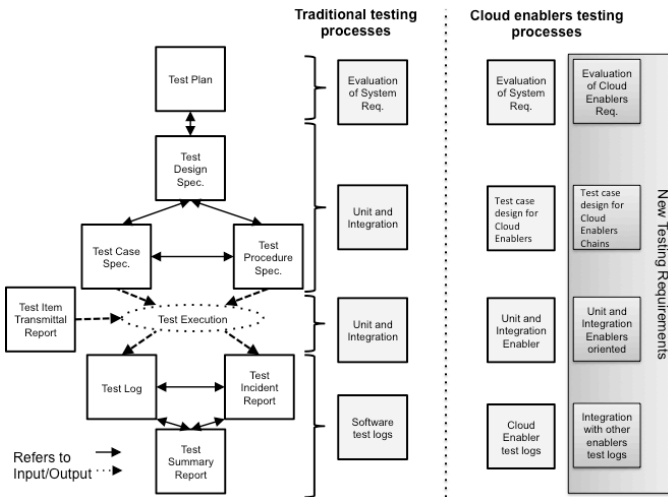 Traditional testing
processes
Cloud enablers testing
processes
Test Plan
Evaluation
of System
Req.
Evaluation
of System
Req.
Evaluation
of Cloud
Enablers
Req.
Test
Design
Spec.
Test Case
Spec.
Test
Procedure
Spec.
Unit and
Integration
Test case
design for
Cloud
Enablers
Test case
design for
Cloud
Enablers
Chains
New Testing Requirements
Test Item
Transmittal
Report
Test Execution
Unit and
Integration
Unit and
Integration
Enabler
Unit and
Integration
Enablers
oriented
Test Log
Test
Incident
Report
Test
Summary
Report
Software
test logs
Cloud
Enabler
test logs
Integration
with other
enablers
test logs
Refers to
Input/Output